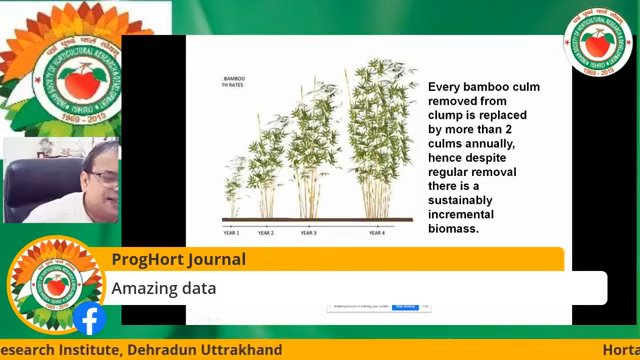 . BAMBOO
TH RATES
Every bamboo culm
removed from
clump is replaced
by more than 2
culms annually,
hence despite
regular removal
there is a
sustainably
incremental
biomass.
YEAR 1
YEAR 2
YEAR 3
YEAR 4
1969 - 2019
1969 - 2019
ProgHort Journal
Amazing data
esearch Institute, Dehradun Uttrakhand
Horta